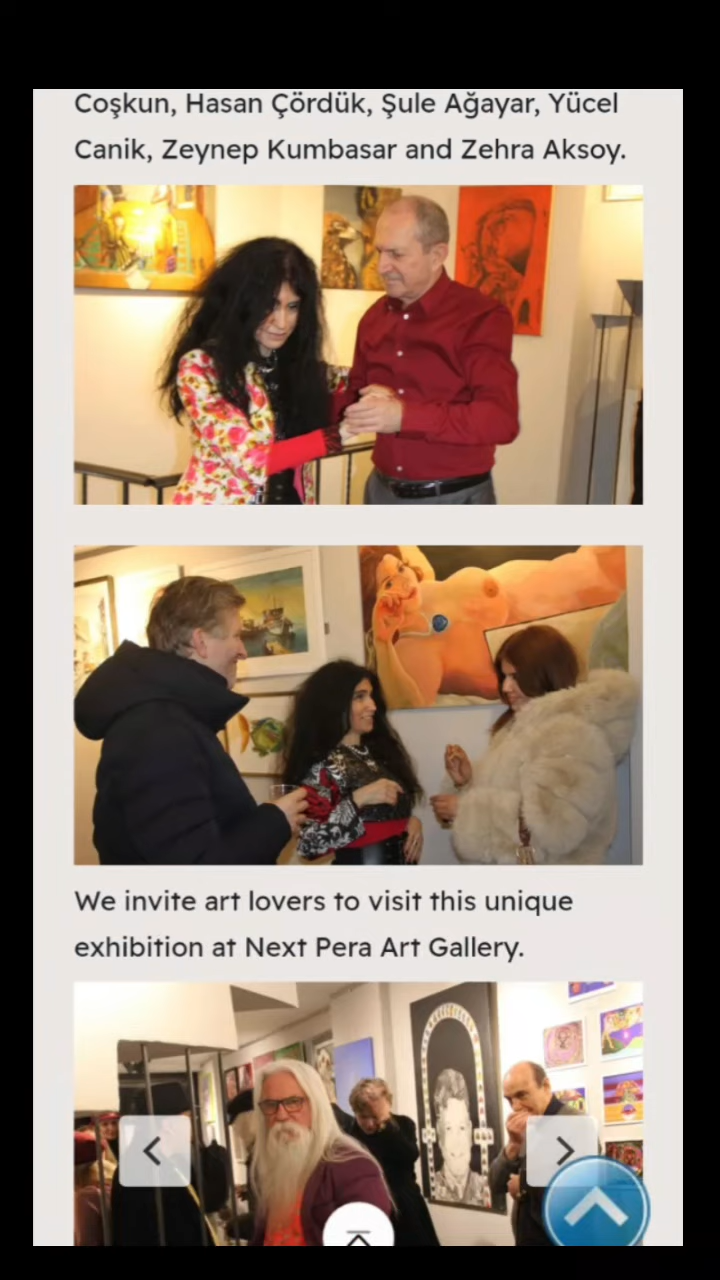 Coşkun, Hasan Çördük, Şule Ağayar, Yücel
Canik, Zeynep Kumbasar and Zehra Aksoy.
We invite art lovers to visit this unique
exhibition at Next Pera Art Gallery.